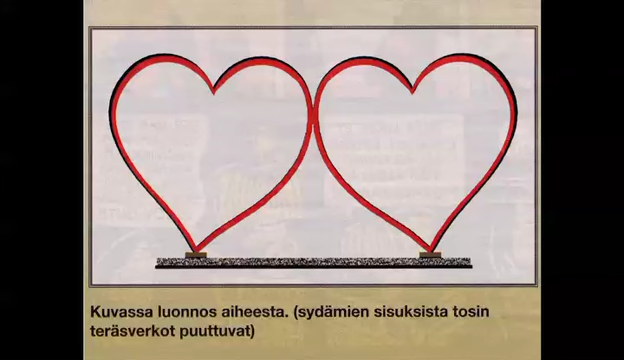 Kuvassa luonnos aiheesta. (sydämien sisuksista tosin
teräsverkot puuttuvat)